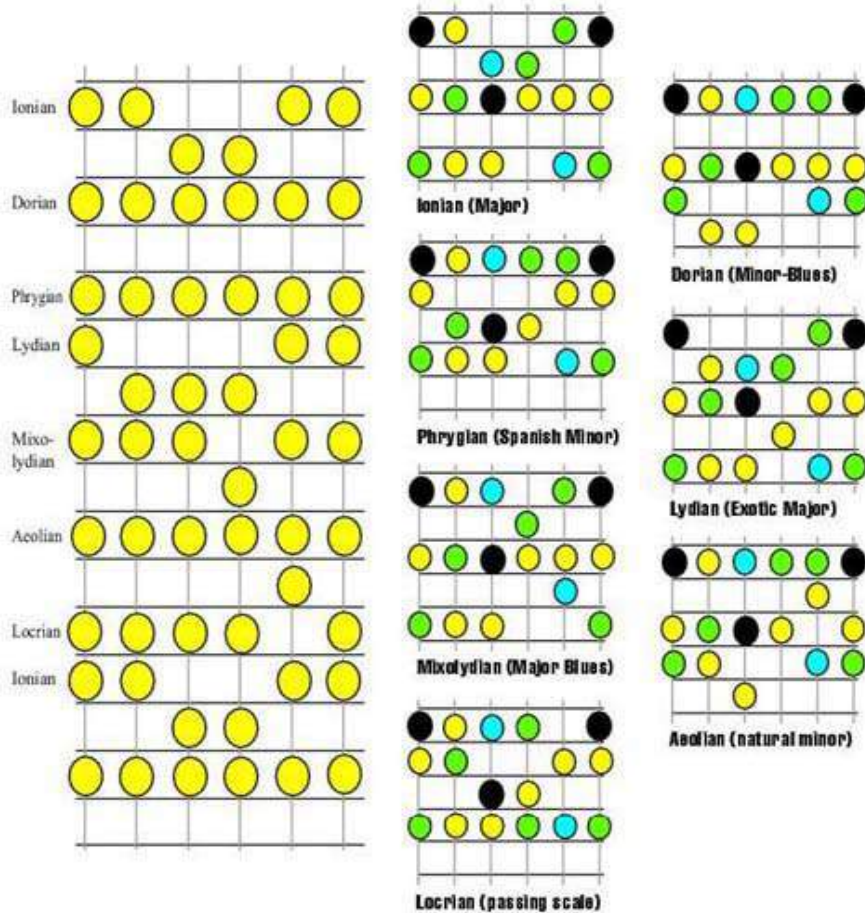 Ionian
Dorian
Phrygian
Lydian
Mixo-
lydian
Aeolian
Locrian
Ionian
Ionian (Major)
Phrygian (Spanish Minor)
Mixolydian (Major Blues)
Locrian (passing scale)
Dorian (Minor-Blues)
Lydian (Exotic Major)
Aeolian (natural minor)